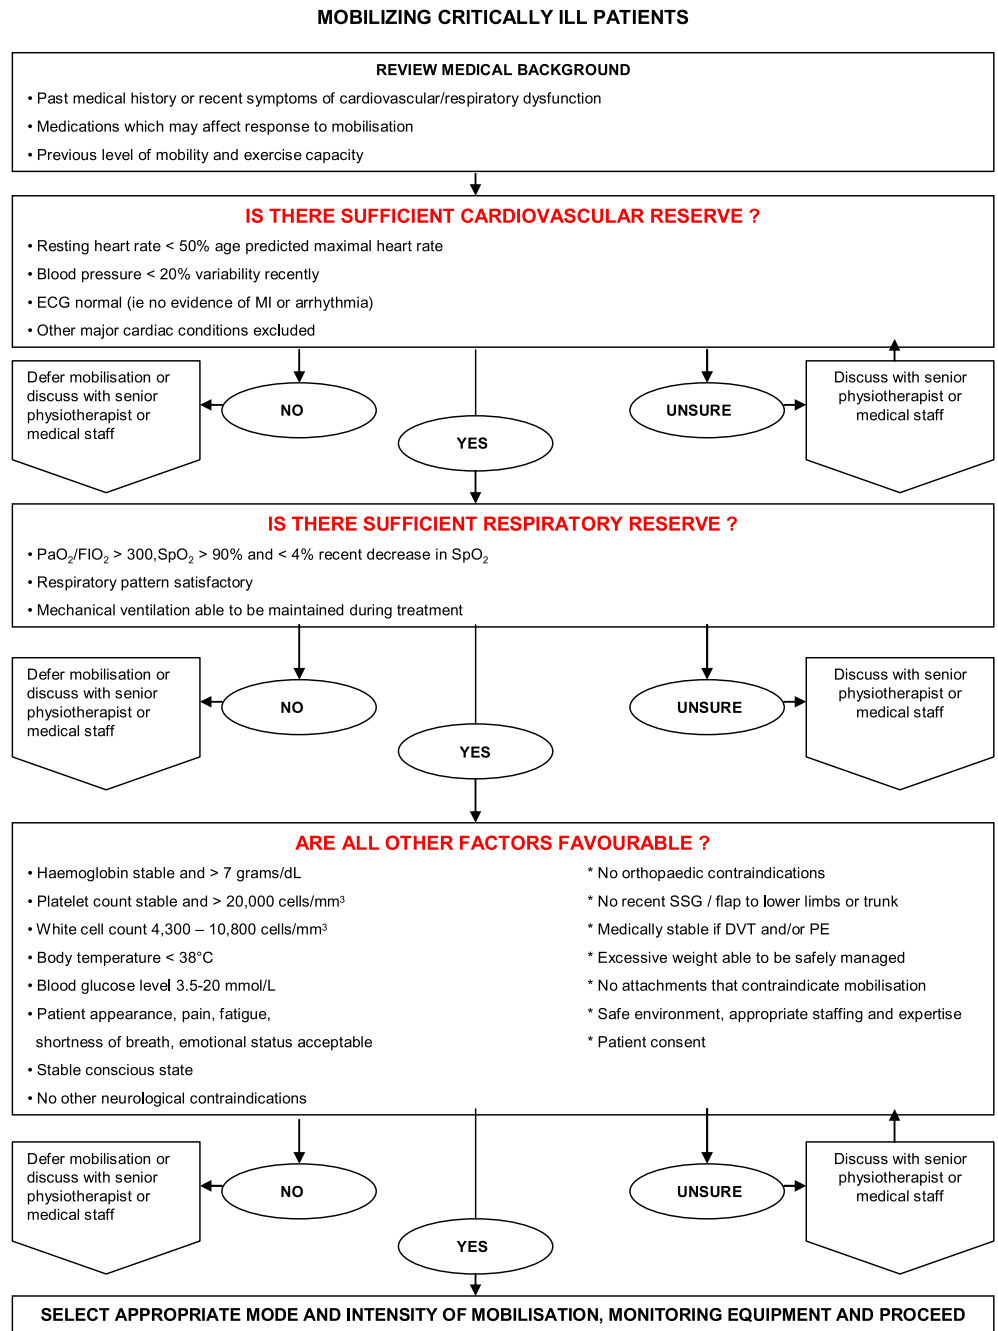 MOBILIZING CRITICALLY ILL PATIENTS
REVIEW MEDICAL BACKGROUND
• Past medical history or recent symptoms of cardiovascular/respiratory dysfunction
• Medications which may affect response to mobilisation
• Previous level of mobility and exercise capacity
IS THERE SUFFICIENT CARDIOVASCULAR RESERVE ?
• Resting heart rate < 50% age predicted maximal heart rate
• Blood pressure < 20% variability recently
• ECG normal (ie no evidence of MI or arrhythmia)
• Other major cardiac conditions excluded
Defer mobilisation or
discuss with senior
physiotherapist or
medical staff
NO
YES
UNSURE
Discuss with senior
physiotherapist or
medical staff
IS THERE SUFFICIENT RESPIRATORY RESERVE ?
• PaO₂/FIO₂ > 300,SpO₂ > 90% and < 4% recent decrease in SpO₂
• Respiratory pattern satisfactory
• Mechanical ventilation able to be maintained during treatment
Defer mobilisation or
discuss with senior
physiotherapist or
medical staff
NO
YES
UNSURE
Discuss with senior
physiotherapist or
medical staff
ARE ALL OTHER FACTORS FAVOURABLE ?
• Haemoglobin stable and > 7 grams/dL
• Platelet count stable and > 20,000 cells/mm³
• White cell count 4,300 – 10,800 cells/mm³
• Body temperature < 38°C
• Blood glucose level 3.5-20 mmol/L
• Patient appearance, pain, fatigue,
shortness of breath, emotional status acceptable
• Stable conscious state
• No other neurological contraindications
* No orthopaedic contraindications
* No recent SSG / flap to lower limbs or trunk
* Medically stable if DVT and/or PE
* Excessive weight able to be safely managed
* No attachments that contraindicate mobilisation
* Safe environment, appropriate staffing and expertise
* Patient consent
Defer mobilisation or
discuss with senior
physiotherapist or
medical staff
NO
YES
UNSURE
Discuss with senior
physiotherapist or
medical staff
SELECT APPROPRIATE MODE AND INTENSITY OF MOBILISATION, MONITORING EQUIPMENT AND PROCEED